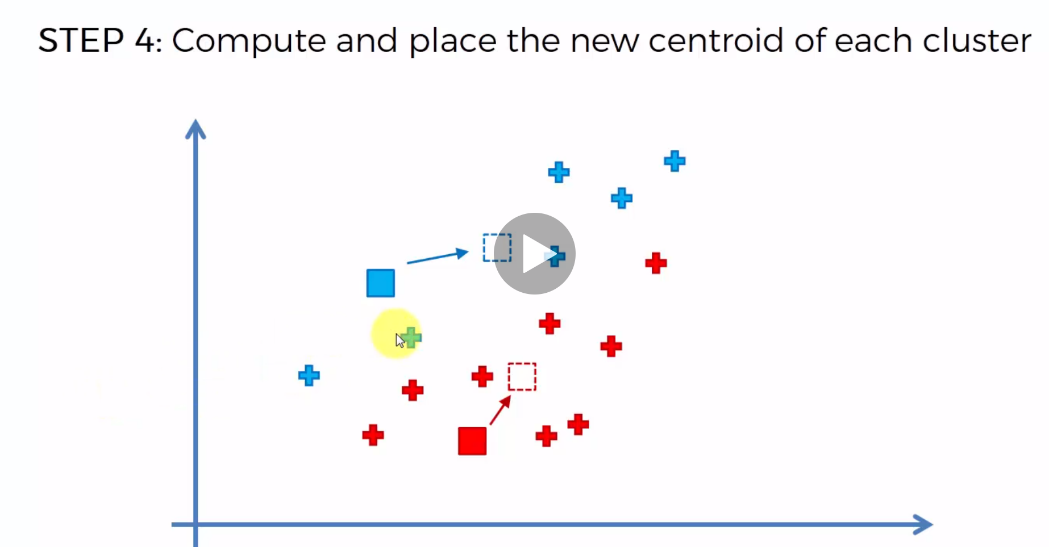 STEP 4: Compute and place the new centroid of each cluster